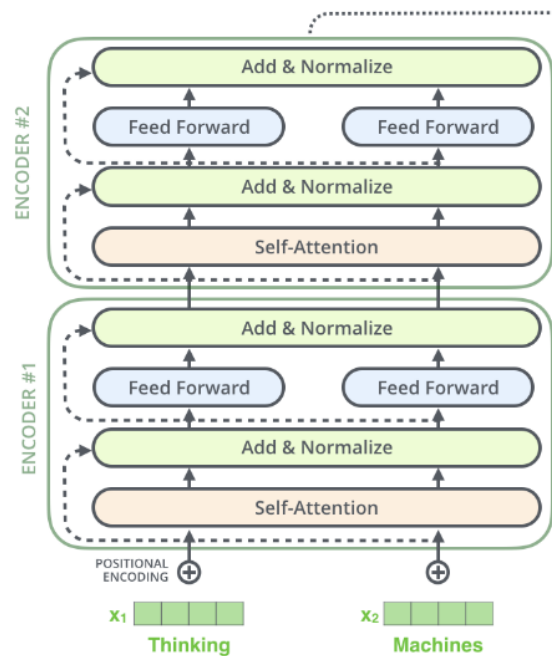 ENCODER #2
Add & Normalize
Feed Forward Feed Forward
Add & Normalize
Self-Attention
ENCODER #1
Add & Normalize
Feed Forward Feed Forward
Add & Normalize
Self-Attention
POSITIONAL
ENCODING
x₁ x₂
Thinking Machines